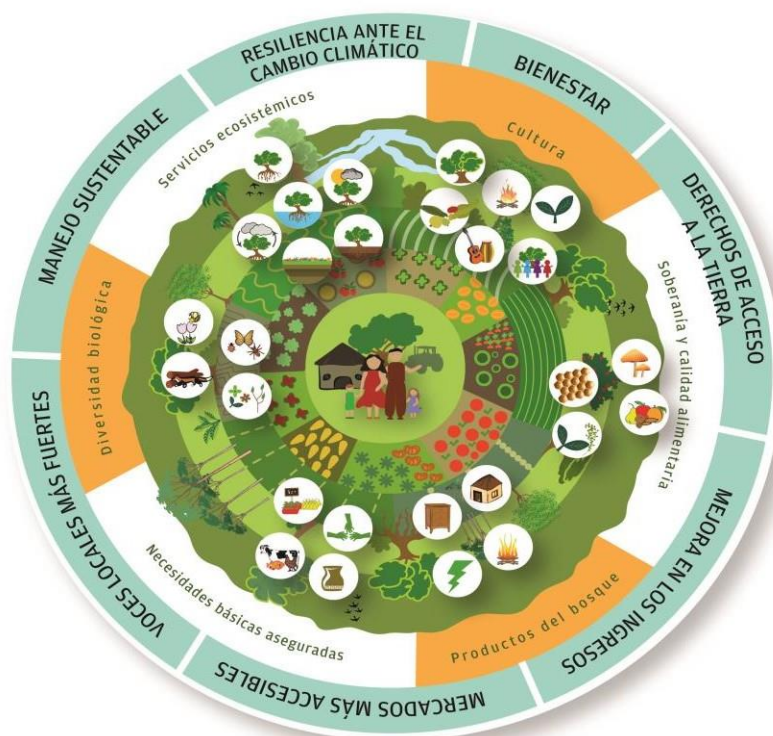 RESILIENCIA ANTE EL
CAMBIO CLIMÁTICO
BIENESTAR
DERECHOS DE ACCESO
A LA TIERRA
MEJORA EN LOS INGRESOS
MERCADOS MÁS ACCESIBLES
VOCES LOCALES MÁS FUERTES
MANEJO SUSTENTABLE
Servicios ecosistémicos
Cultura
Soberanía y calidad alimentaria
Productos del bosque
Necesidades básicas aseguradas
Diversidad biológica